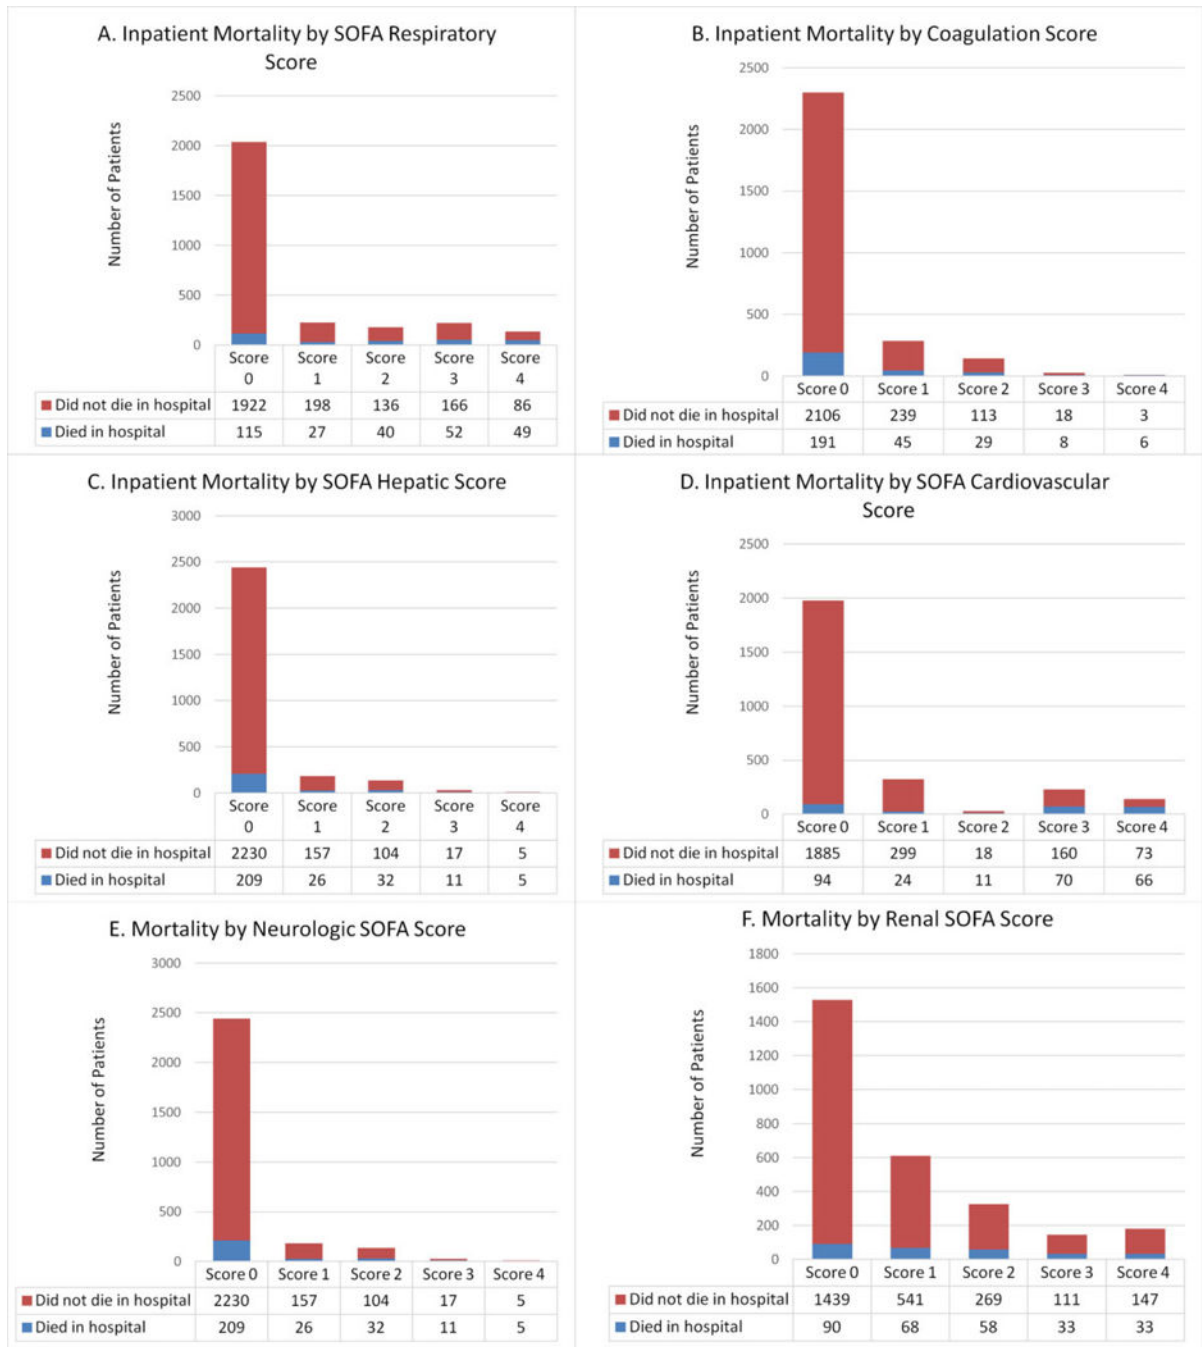 A. Inpatient Mortality by SOFA Respiratory
Score
Number of Patients
2500
2000
1500
1000
500
0
Score 0 Score 1 Score 2 Score 3 Score 4
Did not die in hospital 1922 198 136 166 86
Died in hospital 115 27 40 52 49
B. Inpatient Mortality by Coagulation Score
Number of Patients
2500
2000
1500
1000
500
0
Score 0 Score 1 Score 2 Score 3 Score 4
Did not die in hospital 2106 239 113 18 3
Died in hospital 191 45 29 8 6
C. Inpatient Mortality by SOFA Hepatic Score
Number of Patients
3000
2500
2000
1500
1000
500
0
Score 0 Score 1 Score 2 Score 3 Score 4
Did not die in hospital 2230 157 104 17 5
Died in hospital 209 26 32 11 5
D. Inpatient Mortality by SOFA Cardiovascular
Score
Number of Patients
2500
2000
1500
1000
500
0
Score 0 Score 1 Score 2 Score 3 Score 4
Did not die in hospital 1885 299 18 160 73
Died in hospital 94 24 11 70 66
E. Mortality by Neurologic SOFA Score
Number of Patients
3000
2500
2000
1500
1000
500
0
Score 0 Score 1 Score 2 Score 3 Score 4
Did not die in hospital 2230 157 104 17 5
Died in hospital 209 26 32 11 5
F. Mortality by Renal SOFA Score
Number of Patients
1800
1600
1400
1200
1000
800
600
400
200
0
Score 0 Score 1 Score 2 Score 3 Score 4
Did not die in hospital 1439 541 269 111 147
Died in hospital 90 68 58 33 33